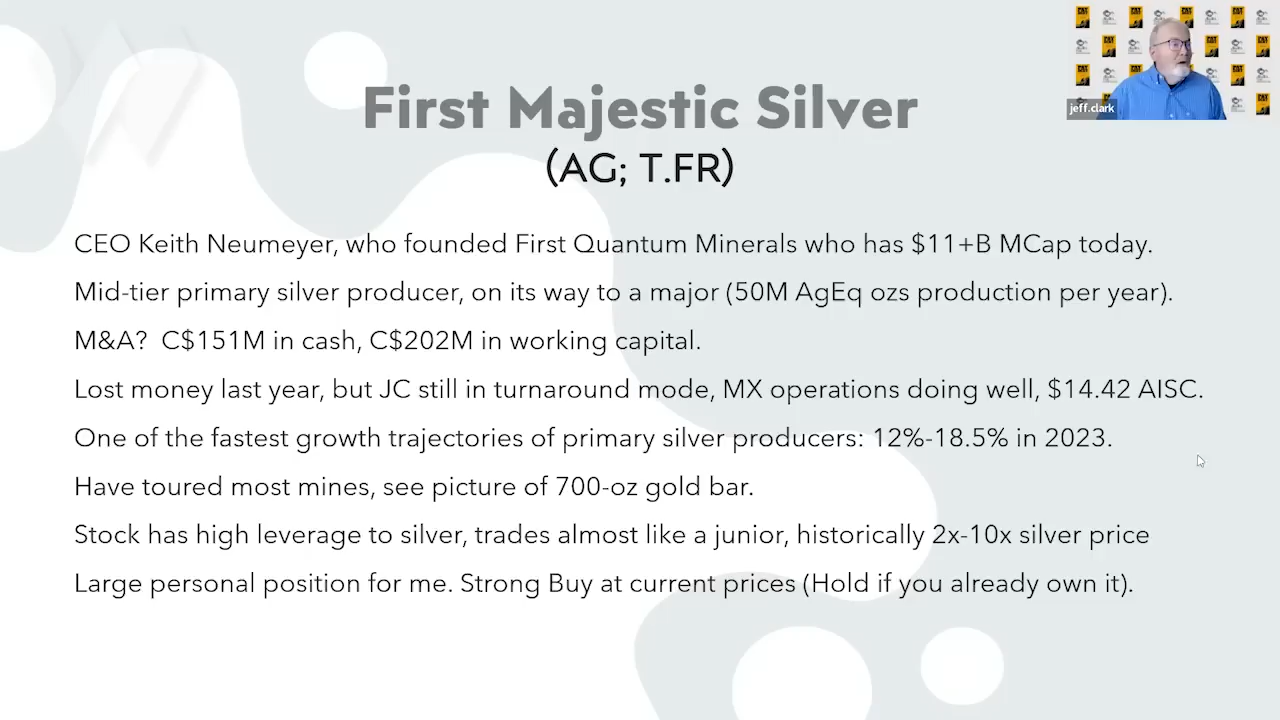 First Majestic Silver
(AG; T.FR)
CEO Keith Neumeyer, who founded First Quantum Minerals who has $11+B MCap today.
Mid-tier primary silver producer, on its way to a major (50M AgEq ozs production per year).
M&A?  C$151M in cash, C$202M in working capital.
Lost money last year, but JC still in turnaround mode, MX operations doing well, $14.42 AISC.
One of the fastest growth trajectories of primary silver producers: 12%-18.5% in 2023.
Have toured most mines, see picture of 700-oz gold bar.
Stock has high leverage to silver, trades almost like a junior, historically 2x-10x silver price
Large personal position for me. Strong Buy at current prices (Hold if you already own it).
jeff.clark